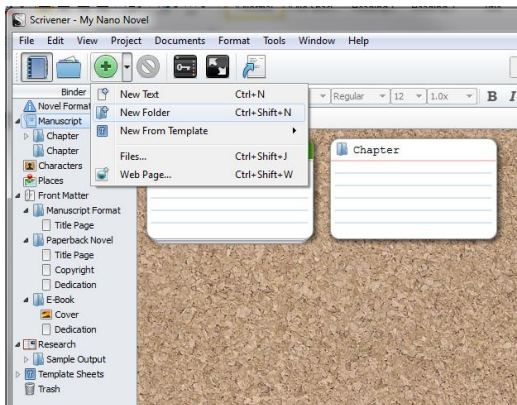 Scrivener - My Nano Novel
File Edit View Project Documents Format Tools Window Help
Binder
Regular 12 1.0x B I
New Text Ctrl+N
New Folder Ctrl+Shift+N
New From Template
Files... Ctrl+Shift+J
Web Page... Ctrl+Shift+W
Novel Format
Manuscript
Chapter
Chapter
Characters
Places
Front Matter
Manuscript Format
Title Page
Paperback Novel
Title Page
Copyright
Dedication
E-Book
Cover
Dedication
Research
Sample Output
Template Sheets
Trash
Chapter